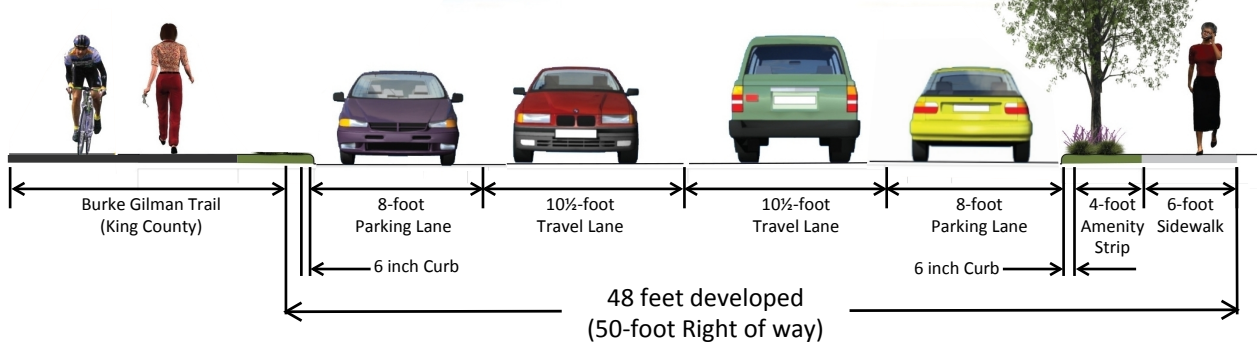 Burke Gilman Trail
(King County)
8-foot
Parking Lane
10½-foot
Travel Lane
10½-foot
Travel Lane
8-foot
Parking Lane
4-foot
Amenity
Strip
6-foot
Sidewalk
6 inch Curb
6 inch Curb
48 feet developed
(50-foot Right of way)